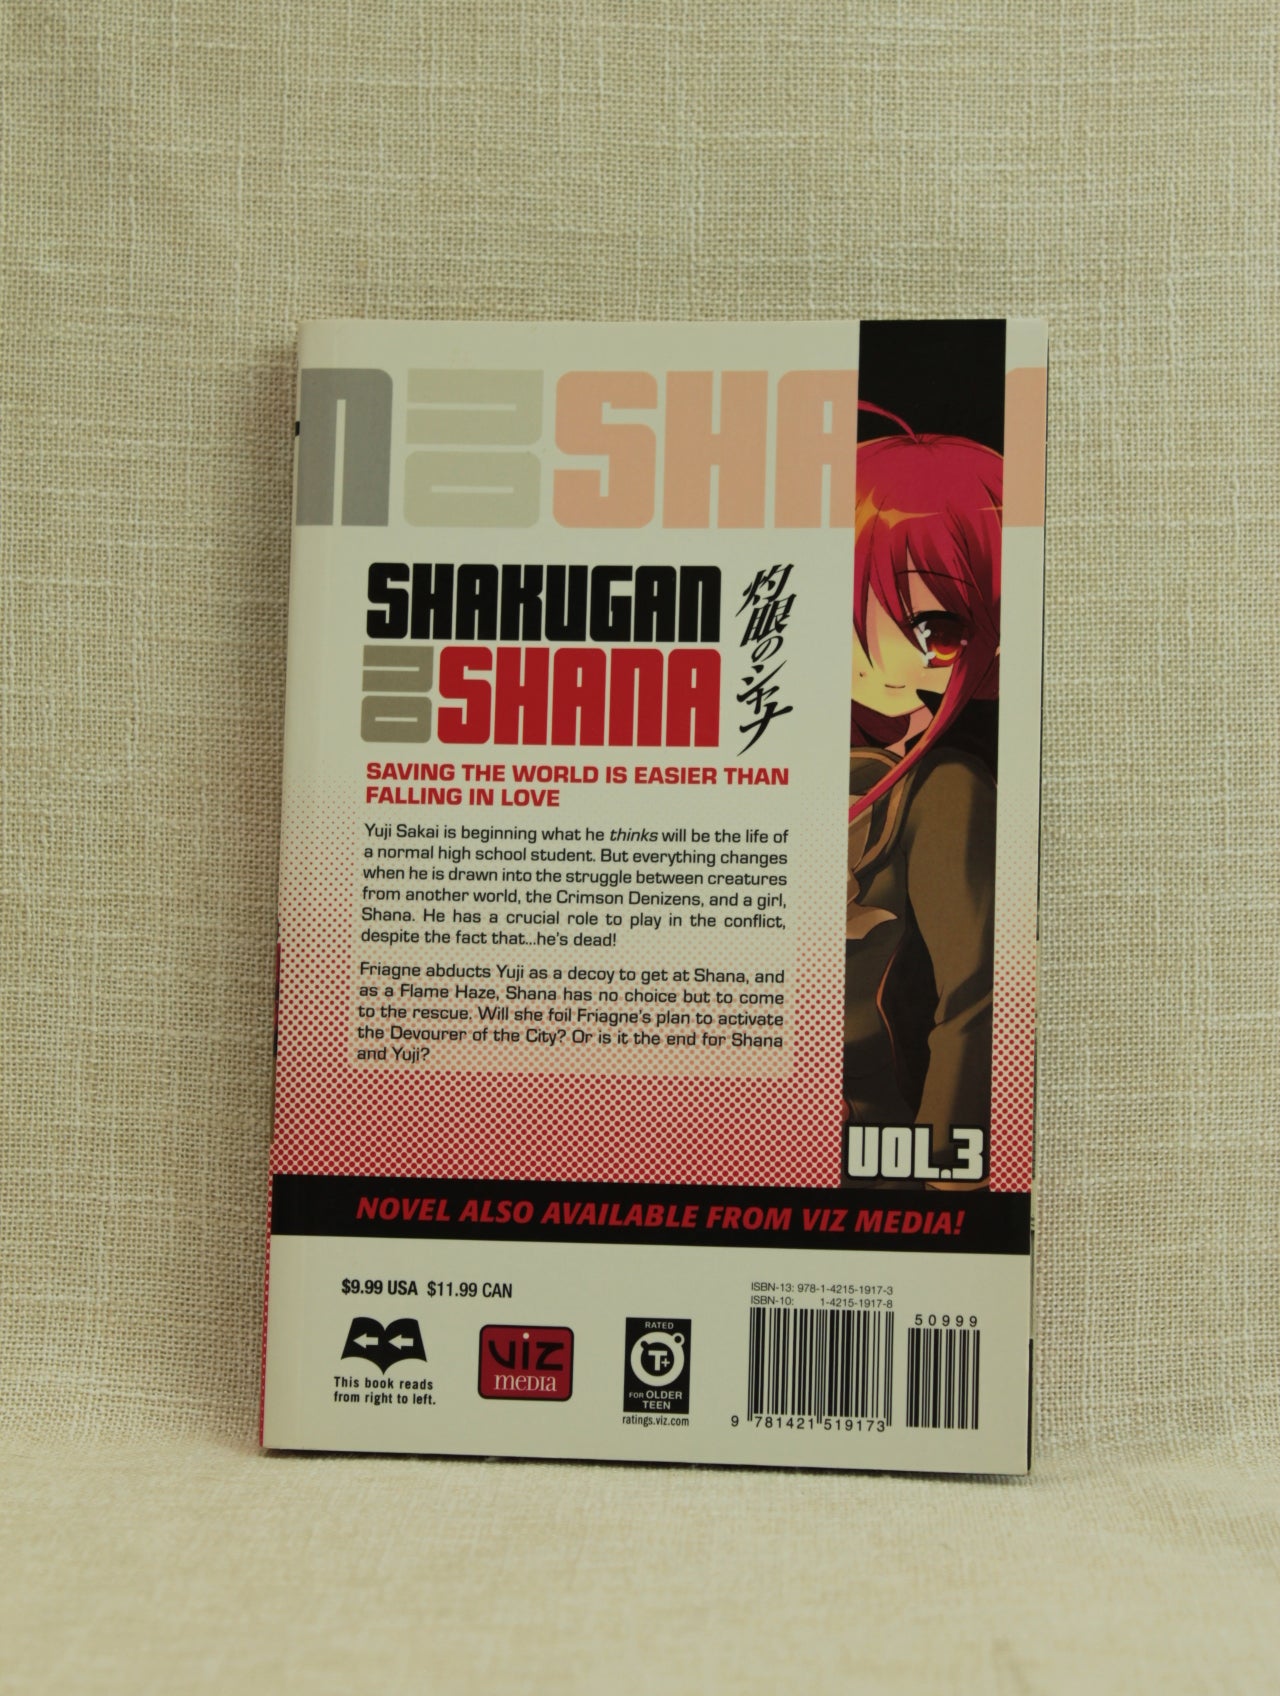 N no SHA
SHAKUGAN
no SHANA
灼眼のシャナ
SAVING THE WORLD IS EASIER THAN
FALLING IN LOVE
Yuji Sakai is beginning what he thinks will be the life of
a normal high school student. But everything changes
when he is drawn into the struggle between creatures
from another world, the Crimson Denizens, and a girl,
Shana. He has a crucial role to play in the conflict,
despite the fact that...he's dead!
Friagne abducts Yuji as a decoy to get at Shana, and
as a Flame Haze, Shana has no choice but to come
to the rescue. Will she foil Friagne's plan to activate
the Devourer of the City? Or is it the end for Shana
and Yuji?
VOL.3
NOVEL ALSO AVAILABLE FROM VIZ MEDIA!
$9.99 USA $11.99 CAN
This book reads
from right to left.
VIZ
MEDIA
RATED
T+
FOR OLDER
TEEN
ratings.viz.com
ISBN-13: 978-1-4215-1917-3
ISBN-10: 1-4215-1917-8
50999
9 781421 519173